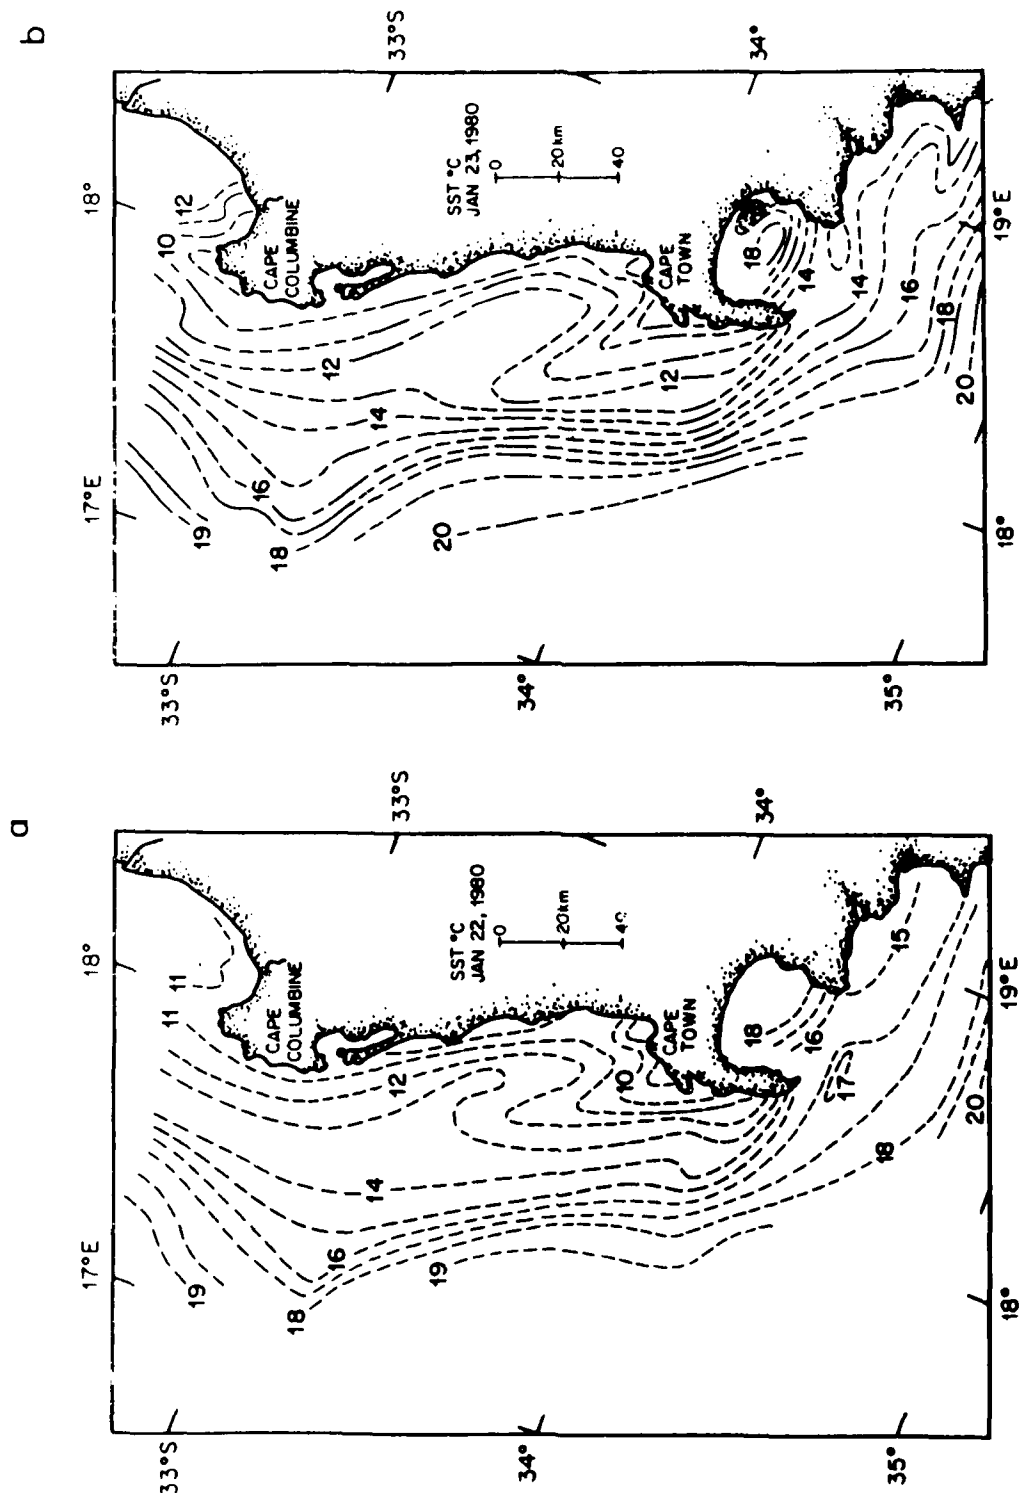 a
17°E
18°
33°S
33°S
34°
34°
35°
18°
19°E
CAPE
COLUMBINE
SST °C
JAN 22, 1980
0
20km
CAPE
TOWN
11
11
12
10
14
16
18
19
19
18
16
17
15
18
20
b
17°E
18°
33°S
33°S
34°
34°
35°
18°
19°E
CAPE
COLUMBINE
SST °C
JAN 23, 1980
0
20km
40
CAPE
TOWN
10
12
12
14
16
18
19
20
12
18
14
14
16
18
20